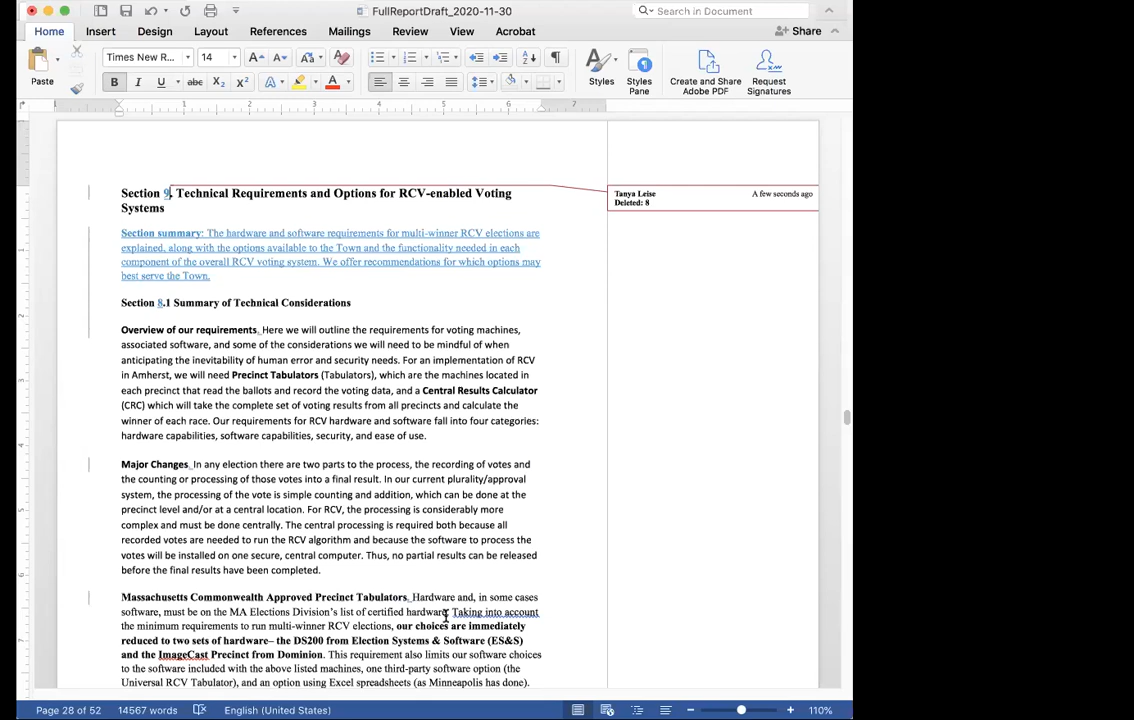 FullReportDraft_2020-11-30
Search in Document
Home Insert Design Layout References Mailings Review View Acrobat Share
Paste Times New R... 14 Styles Styles Pane Create and Share Adobe PDF Request Signatures
1 1 2 3 4 5 6 7
Section 9. Technical Requirements and Options for RCV-enabled Voting
Systems
Tanya Leise A few seconds ago
Deleted: 8
Section summary: The hardware and software requirements for multi-winner RCV elections are
explained, along with the options available to the Town and the functionality needed in each
component of the overall RCV voting system. We offer recommendations for which options may
best serve the Town.
Section 8.1 Summary of Technical Considerations
Overview of our requirements. Here we will outline the requirements for voting machines,
associated software, and some of the considerations we will need to be mindful of when
anticipating the inevitability of human error and security needs. For an implementation of RCV
in Amherst, we will need Precinct Tabulators (Tabulators), which are the machines located in
each precinct that read the ballots and record the voting data, and a Central Results Calculator
(CRC) which will take the complete set of voting results from all precincts and calculate the
winner of each race. Our requirements for RCV hardware and software fall into four categories:
hardware capabilities, software capabilities, security, and ease of use.
Major Changes. In any election there are two parts to the process, the recording of votes and
the counting or processing of those votes into a final result. In our current plurality/approval
system, the processing of the vote is simple counting and addition, which can be done at the
precinct level and/or at a central location. For RCV, the processing is considerably more
complex and must be done centrally. The central processing is required both because all
recorded votes are needed to run the RCV algorithm and because the software to process the
votes will be installed on one secure, central computer. Thus, no partial results can be released
before the final results have been completed.
Massachusetts Commonwealth Approved Precinct Tabulators. Hardware and, in some cases
software, must be on the MA Elections Division's list of certified hardware. Taking into account
the minimum requirements to run multi-winner RCV elections, our choices are immediately
reduced to two sets of hardware– the DS200 from Election Systems & Software (ES&S)
and the ImageCast Precinct from Dominion. This requirement also limits our software choices
to the software included with the above listed machines, one third-party software option (the
Universal RCV Tabulator), and an option using Excel spreadsheets (as Minneapolis has done).
Page 28 of 52 14567 words English (United States) 110%